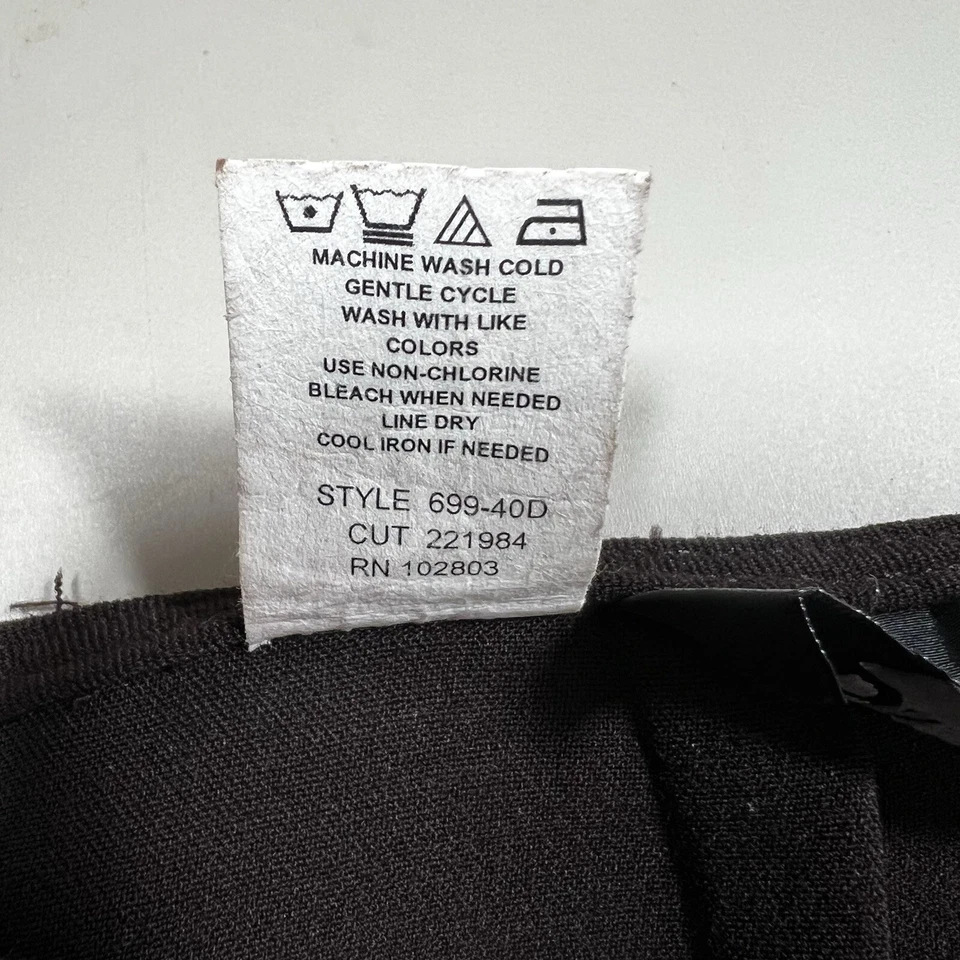 MACHINE WASH COLD
GENTLE CYCLE
WASH WITH LIKE
COLORS
USE NON-CHLORINE
BLEACH WHEN NEEDED
LINE DRY
COOL IRON IF NEEDED
STYLE 699-40D
CUT 221984
RN 102803